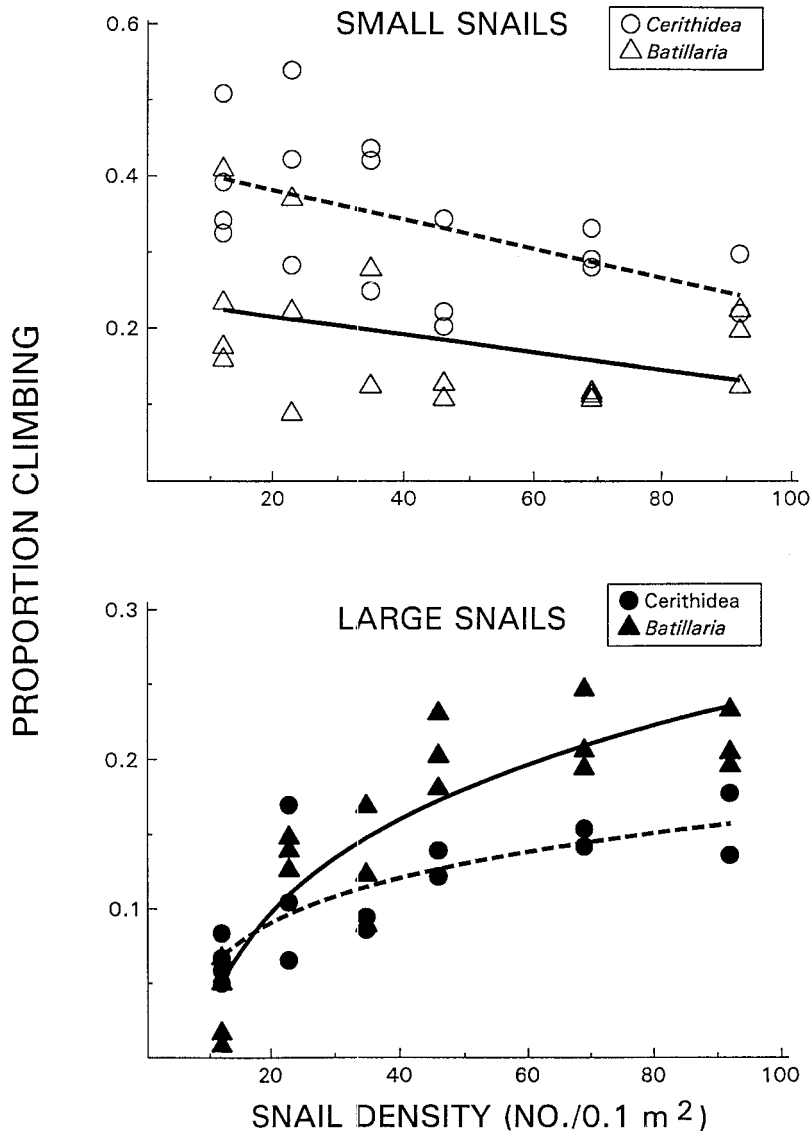 SMALL SNAILS
Cerithidea
Batillaria
0.6
0.4
0.2
20
40
60
80
100
PROPORTION CLIMBING
LARGE SNAILS
Cerithidea
Batillaria
0.3
0.2
0.1
20
40
60
80
100
SNAIL DENSITY (NO./0.1 m²)